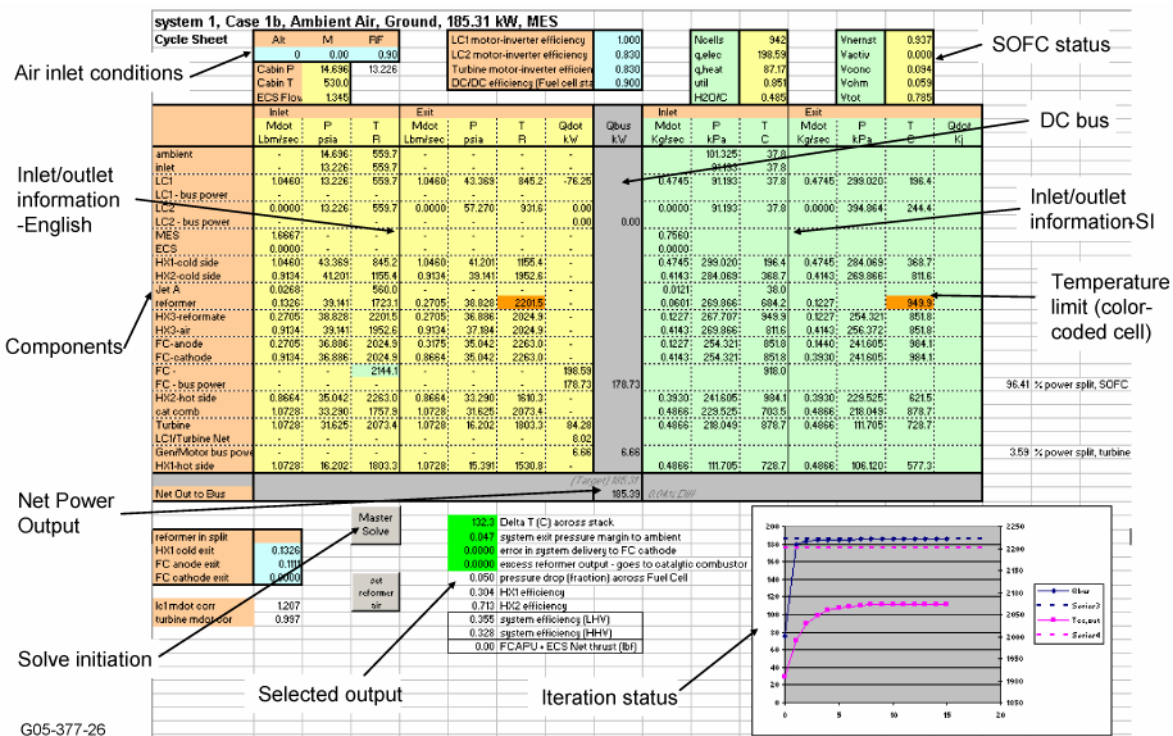 system 1, Case 1b, Ambient Air, Ground, 185.31 kW, MES
Cycle Sheet Alt M RF LC1 motor-inverter efficiency 1.000 Ncells 942 Vnernst 0.937
0 0.00 0.90 LC2 motor-inverter efficiency 0.830 q,elec 198.59 Vactiv 0.000
Cabin P 14.696 13.226 Turbine motor-inverter efficien 0.830 q,heat 87.17 Vconc 0.094
Cabin T 530.0 DC/DC efficiency (Fuel cell sta 0.900 util 0.851 Vohm 0.059
ECS Flow 1.345 H2O/C 0.485 Vtot 0.785
Air inlet conditions
SOFC status
DC bus
Inlet Exit Inlet Exit
Mdot P T Mdot P T Qdot Qbus Mdot P T Mdot P T Qdot
Lbm/sec psia R Lbm/sec psia R kW kW Kg/sec kPa C Kg/sec kPa C Kj
ambient - 14.696 559.7 - - - - 101.325 37.8
inlet - 13.226 559.7 - - - - 91.193 37.8
LC1 1.0460 13.226 559.7 1.0460 43.369 845.2 -76.25 0.4745 91.193 37.8 0.4745 299.020 196.4
LC1 - bus power
LC2 0.0000 13.226 559.7 0.0000 57.270 931.6 0.00 0.0000 91.193 37.8 0.0000 394.864 244.4
LC2 - bus power - - - - - - 0.00 0.00
MES 1.6667 - - - - - - 0.7560
ECS 0.0000 - - - - - - 0.0000
HX1-cold side 1.0460 43.369 845.2 1.0460 41.201 1155.4 - 0.4745 299.020 196.4 0.4745 284.069 368.7
HX2-cold side 0.9134 41.201 1155.4 0.9134 39.141 1952.6 - 0.4143 284.069 368.7 0.4143 269.866 811.6
Jet A 0.0268 560.0 - - - - 0.0121 38.0
reformer 0.1326 39.141 1723.1 0.2705 38.828 2201.5 - 0.0601 269.866 684.2 0.1227 949.9
HX3-reformate 0.2705 38.828 2201.5 0.2705 36.886 2024.9 - 0.1227 267.707 949.9 0.1227 254.321 851.8
HX3-air 0.9134 39.141 1952.6 0.9134 37.184 2024.9 - 0.4143 269.866 811.6 0.4143 256.372 851.8
FC-anode 0.2705 36.886 2024.9 0.3175 35.042 2263.0 - 0.1227 254.321 851.8 0.1440 241.605 984.1
FC-cathode 0.9134 36.886 2024.9 0.8664 35.042 2263.0 - 0.4143 254.321 851.8 0.3930 241.605 984.1
FC - 2144.1 198.59 918.0
FC - bus power - - - - - - 178.73 178.73 96.41 % power split, SOFC
HX2-hot side 0.8664 35.042 2263.0 0.8664 33.290 1610.3 - 0.3930 241.605 984.1 0.3930 229.525 621.5
cat comb 1.0728 33.290 1757.9 1.0728 31.625 2073.4 - 0.4866 229.525 703.5 0.4866 218.049 878.7
Turbine 1.0728 31.625 2073.4 1.0728 16.202 1803.3 84.28 0.4866 218.049 878.7 0.4866 111.705 728.7
LC1/Turbine Net - - - - - - 8.02
Gen/Motor bus powe - - - - - - 6.66 6.66 3.59 % power split, turbine
HX1-hot side 1.0728 16.202 1803.3 1.0728 15.391 1530.8 - 0.4866 111.705 728.7 0.4866 106.120 577.3
(Target) 185.31
Net Out to Bus 185.39 0.04% Diff
Inlet/outlet
information
-English
Inlet/outlet
information-SI
Components
Temperature
limit (color-
coded cell)
Net Power
Output
Master
Solve
reformer in split
HX1 cold exit 0.1326
FC anode exit 0.1111
FC cathode exit 0.0000
reformer
air
lc1 mdot corr 1.207
turbine mdot cor 0.997
132.3 Delta T (C) across stack
0.047 system exit pressure margin to ambient
0.0000 error in system delivery to FC cathode
0.0000 excess reformer output - goes to catalytic combustor
0.050 pressure drop (fraction) across Fuel Cell
0.304 HX1 efficiency
0.713 HX2 efficiency
0.355 system efficiency (LHV)
0.328 system efficiency (HHV)
0.00 FCAPU + ECS Net thrust (lbf)
Solve initiation
Selected output
Iteration status
200 2250
180 2200
160 2150
140 2100
120 2050
100 2000
80 1950
60 1900
40 1850
20
0
0 5 10 15 20
Qbus
Series3
Tcc,out
Series4
G05-377-26